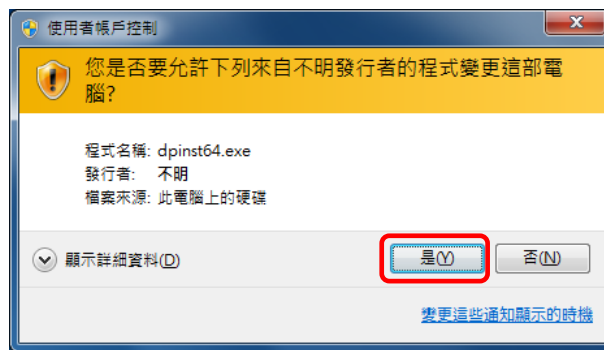 使用者帳戶控制
您是否要允許下列來自不明發行者的程式變更這部電
腦?
程式名稱: dpinst64.exe
發行者: 不明
檔案來源: 此電腦上的硬碟
顯示詳細資料(D)
是(Y)
否(N)
變更這些通知顯示的時機